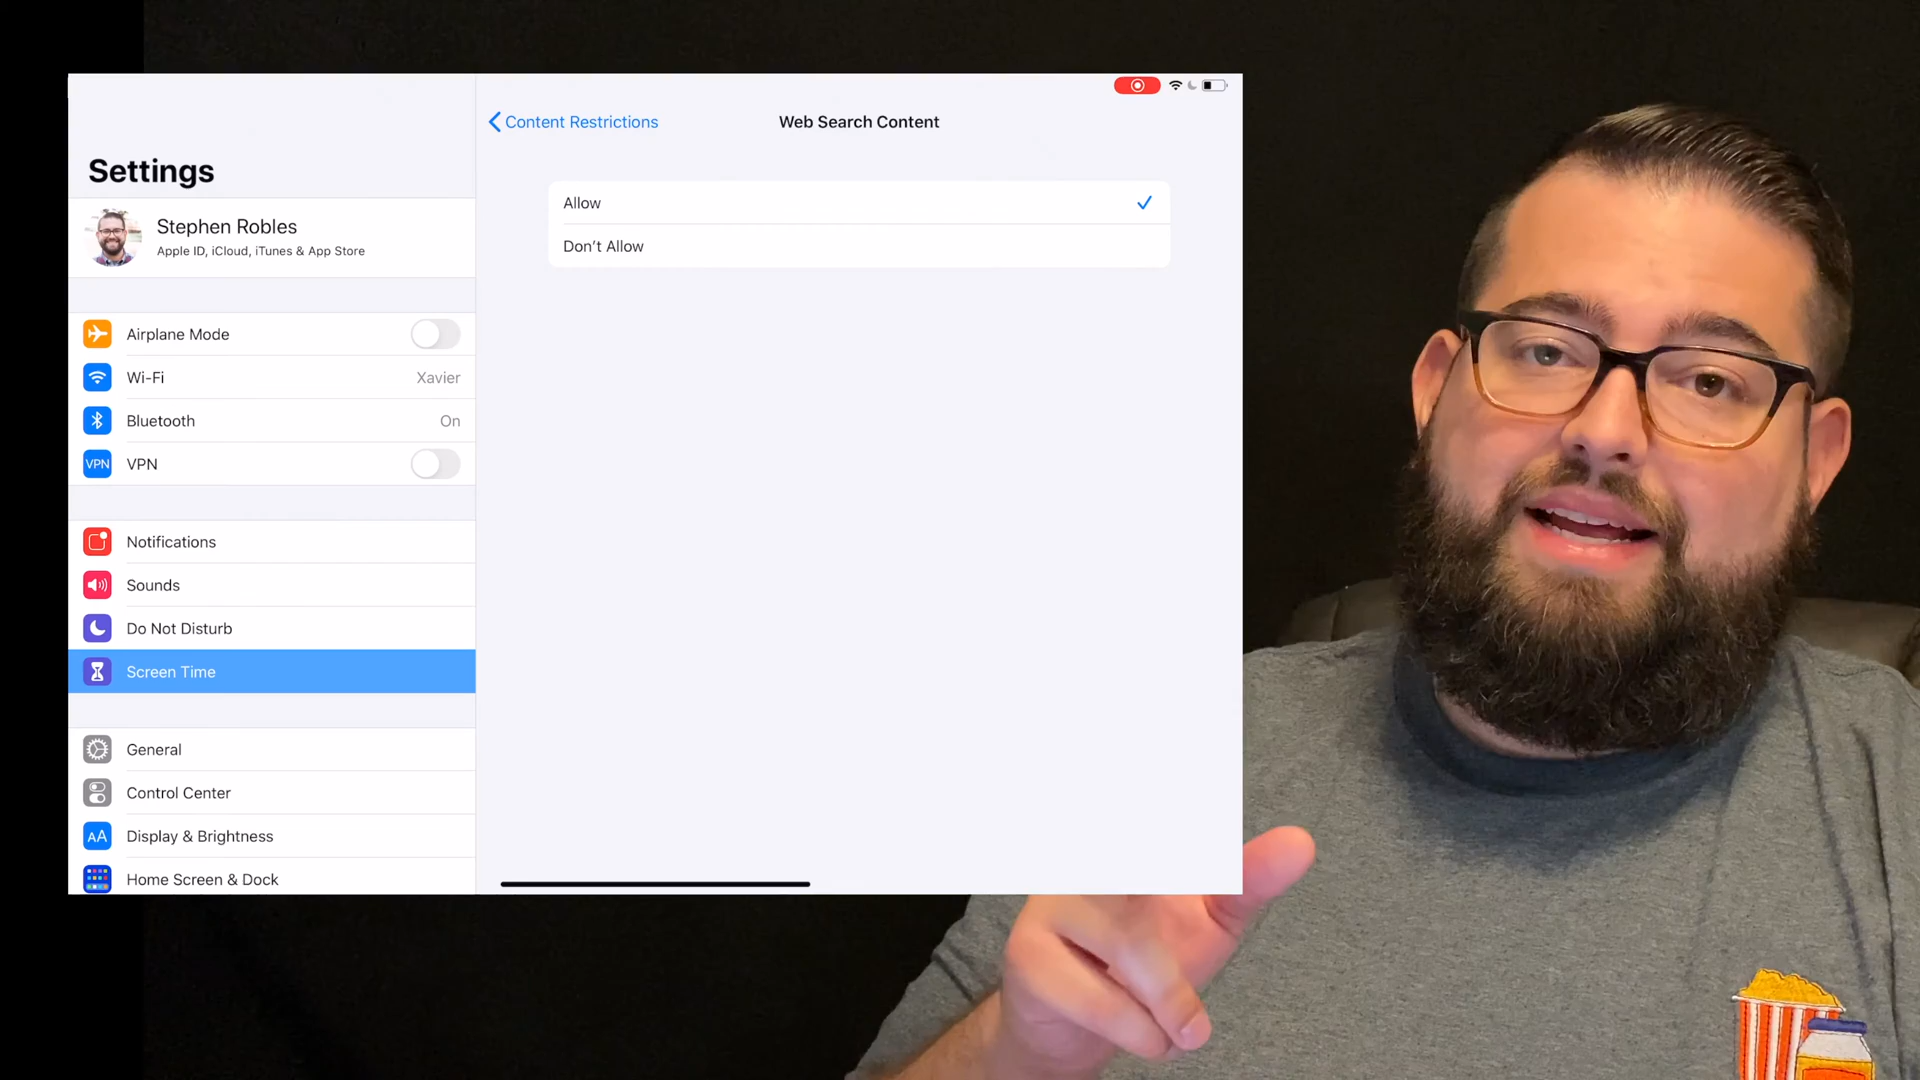 Content Restrictions
Web Search Content
Settings
Stephen Robles
Apple ID, iCloud, iTunes & App Store
Allow
Don’t Allow
Airplane Mode
Wi-Fi
Xavier
Bluetooth
On
VPN
VPN
Notifications
Sounds
Do Not Disturb
Screen Time
General
Control Center
AA
Display & Brightness
Home Screen & Dock